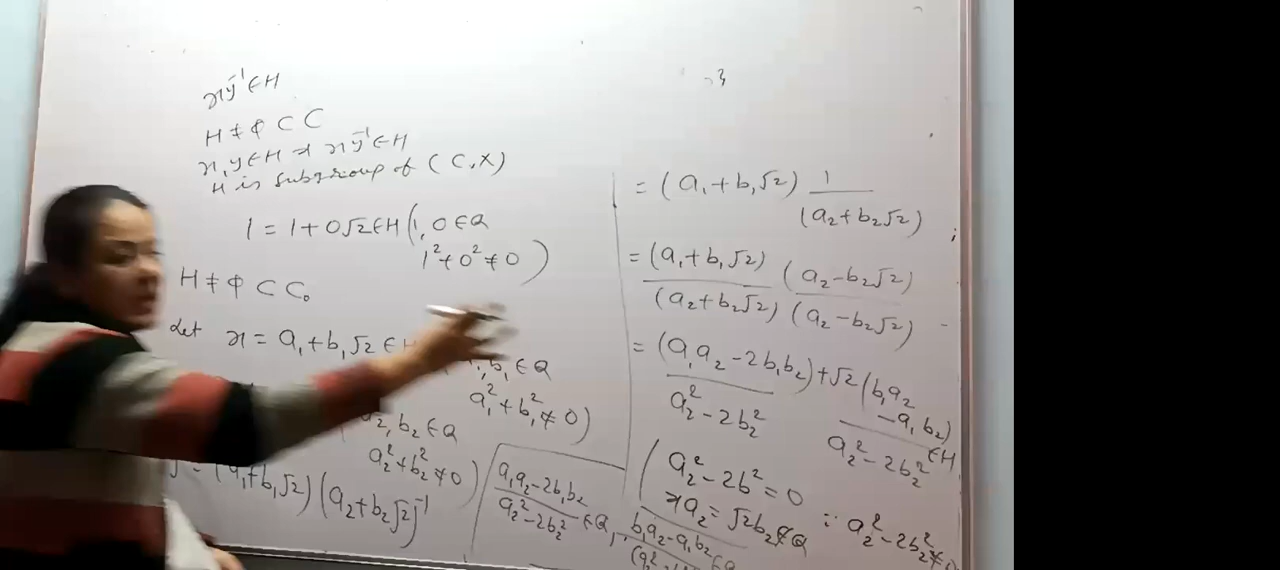 xy⁻¹ ∈ H
H ≠ φ ⊂ C
x, y ∈ H ⇒ xy⁻¹ ∈ H
H is subgroup of (C, X)
1 = 1 + 0√2 ∈ H (1, 0 ∈ Q
1² + 0² ≠ 0)
H ≠ φ ⊂ C₀
Let x = a₁ + b₁√2 ∈ H
b₁ ∈ Q
a₁² + b₁² ≠ 0)
a₂, b₂ ∈ Q
a₂² + b₂² ≠ 0)
(a₁ + b₁√2) (a₂ + b₂√2)⁻¹
(a₁a₂ - 2b₁b₂)/(a₂² - 2b₂²) ∈ Q, (b₁a₂ - a₁b₂)
= (a₁ + b₁√2) 1/(a₂ + b₂√2)
= (a₁ + b₁√2)/(a₂ + b₂√2) (a₂ - b₂√2)/(a₂ - b₂√2)
= (a₁a₂ - 2b₁b₂)/(a₂² - 2b₂²) + √2 (b₁a₂ - a₁b₂)/(a₂² - 2b₂²) ∈ H
(a₂² - 2b² = 0
⇒ a₂ = √2b₂ ∉ Q
∵ a₂² - 2b₂² ≠ 0